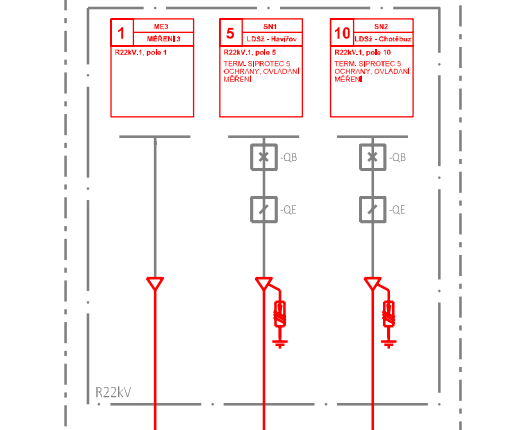 1
ME3
MĚŘENÍ 3
R22kV.1, pole 1
5
SN1
LDSž - Havířov
R22kV.1, pole 5
TERM. SIPROTEC 5
OCHRANY, OVLÁDÁNÍ
MĚŘENÍ
10
SN2
LDSž - Chotěbuz
R22kV.1, pole 10
TERM. SIPROTEC 5
OCHRANY, OVLÁDÁNÍ
MĚŘENÍ
-QB
-QB
-QE
-QE
R22kV